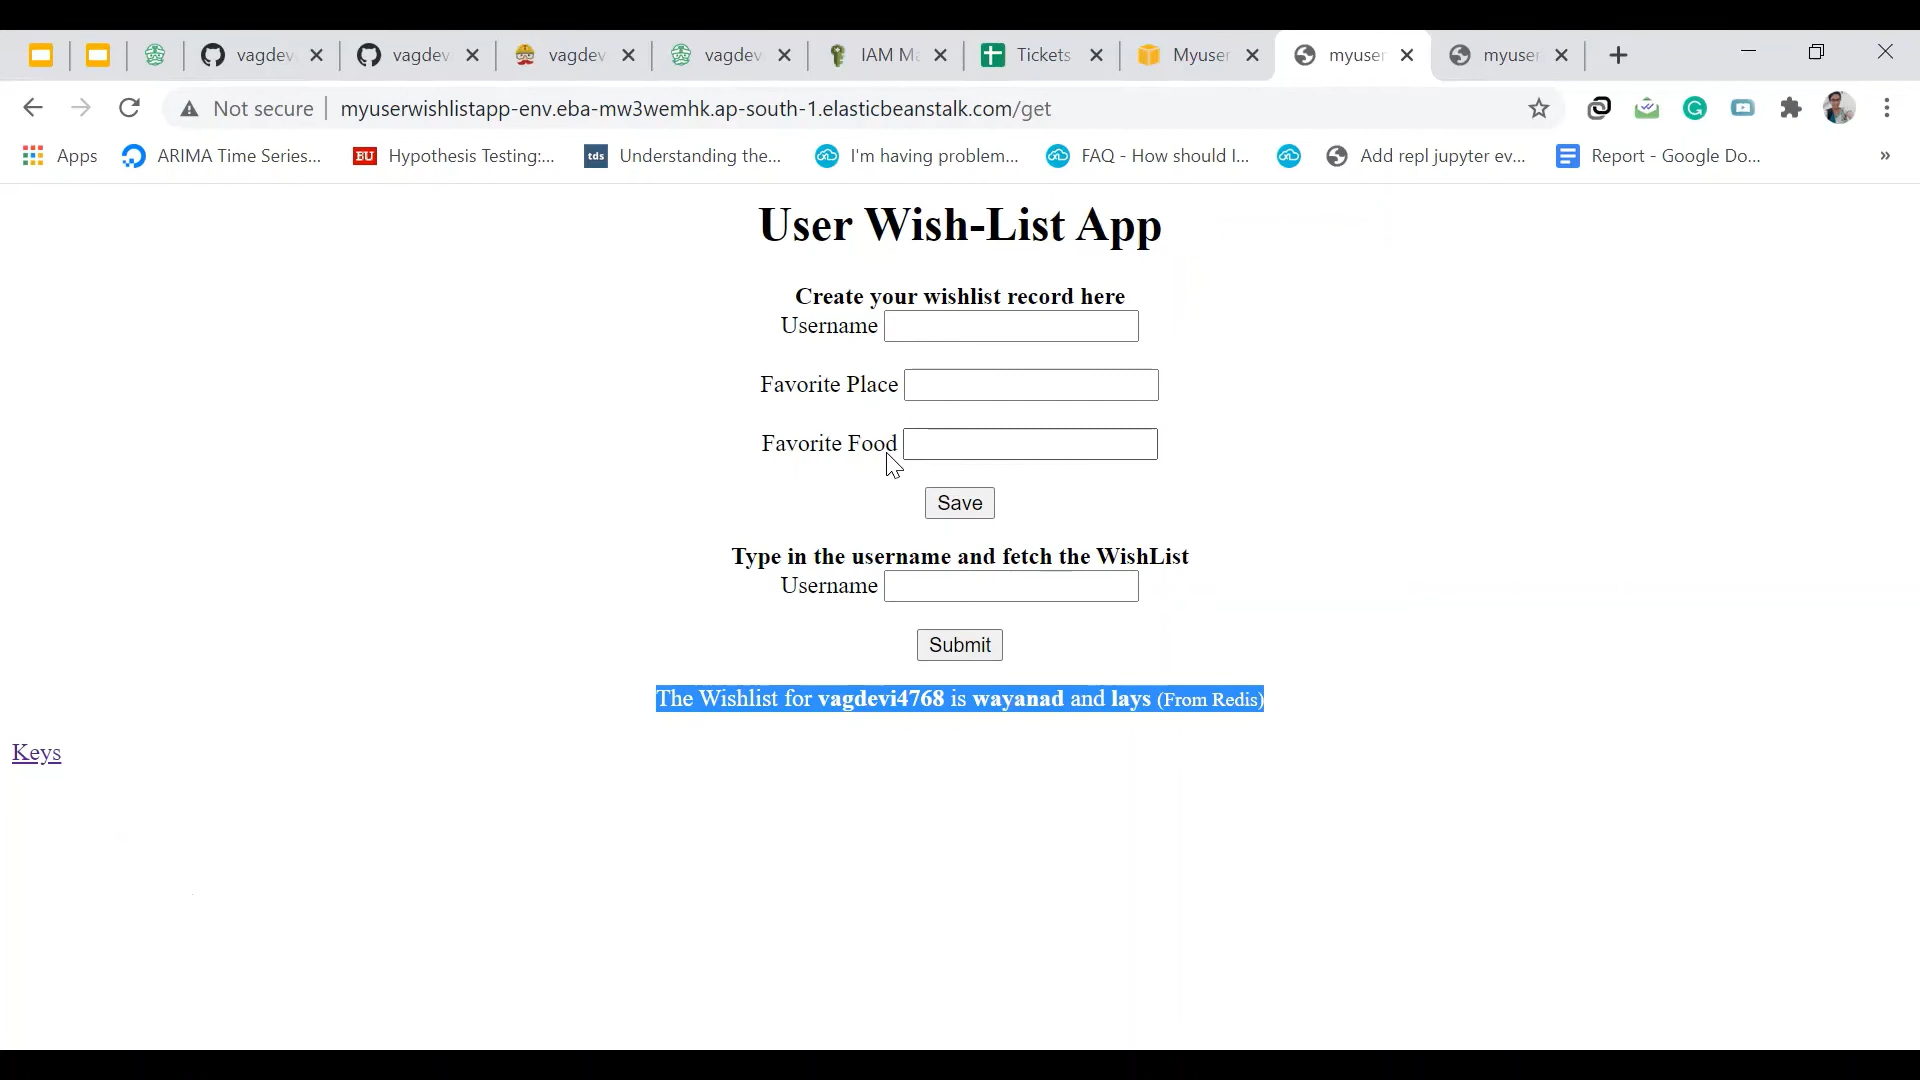 vagdev
vagdev
vagdev
vagdev
IAM Ma
Tickets
Myuser
myuser
myuser
Not secure
myuserwishlistapp-env.eba-mw3wemhk.ap-south-1.elasticbeanstalk.com/get
Apps
ARIMA Time Series...
BU
Hypothesis Testing:...
tds
Understanding the...
I'm having problem...
FAQ - How should I...
Add repl jupyter ev...
Report - Google Do...
»
User Wish-List App
Create your wishlist record here
Username
Favorite Place
Favorite Food
Save
Type in the username and fetch the WishList
Username
Submit
The Wishlist for vagdevi4768 is wayanad and lays (From Redis)
Keys